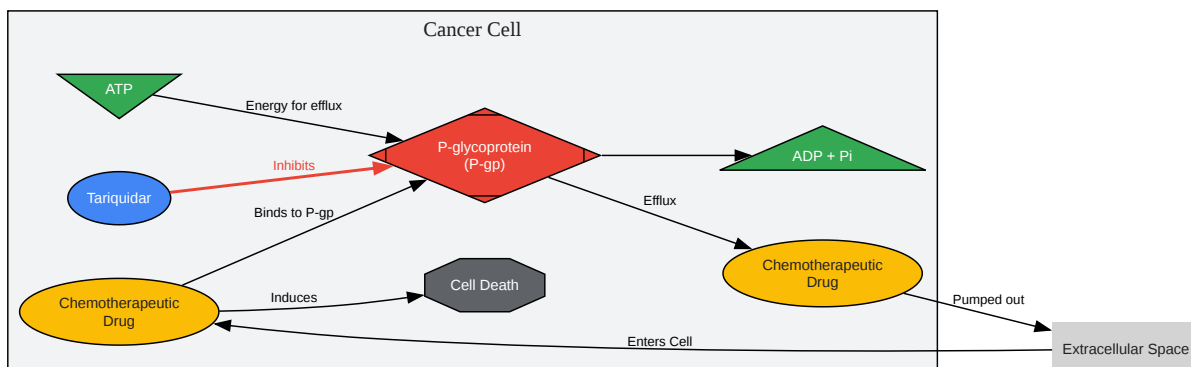 Cancer Cell
ATP
Energy for efflux
P-glycoprotein
(P-gp)
ADP + Pi
Inhibits
Tariquidar
Binds to P-gp
Efflux
Chemotherapeutic
Drug
Cell Death
Induces
Chemotherapeutic
Drug
Pumped out
Enters Cell
Extracellular Space